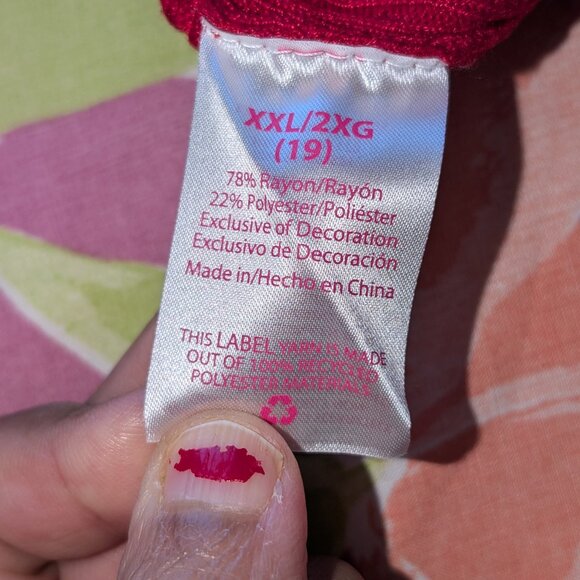 XXL/2XG
(19)
78% Rayon/Rayón
22% Polyester/Poliéster
Exclusive of Decoration
Exclusivo de Decoración
Made in/Hecho en China
THIS LABEL YARN IS MADE
OUT OF 100% RECYCLED
POLYESTER MATERIALS